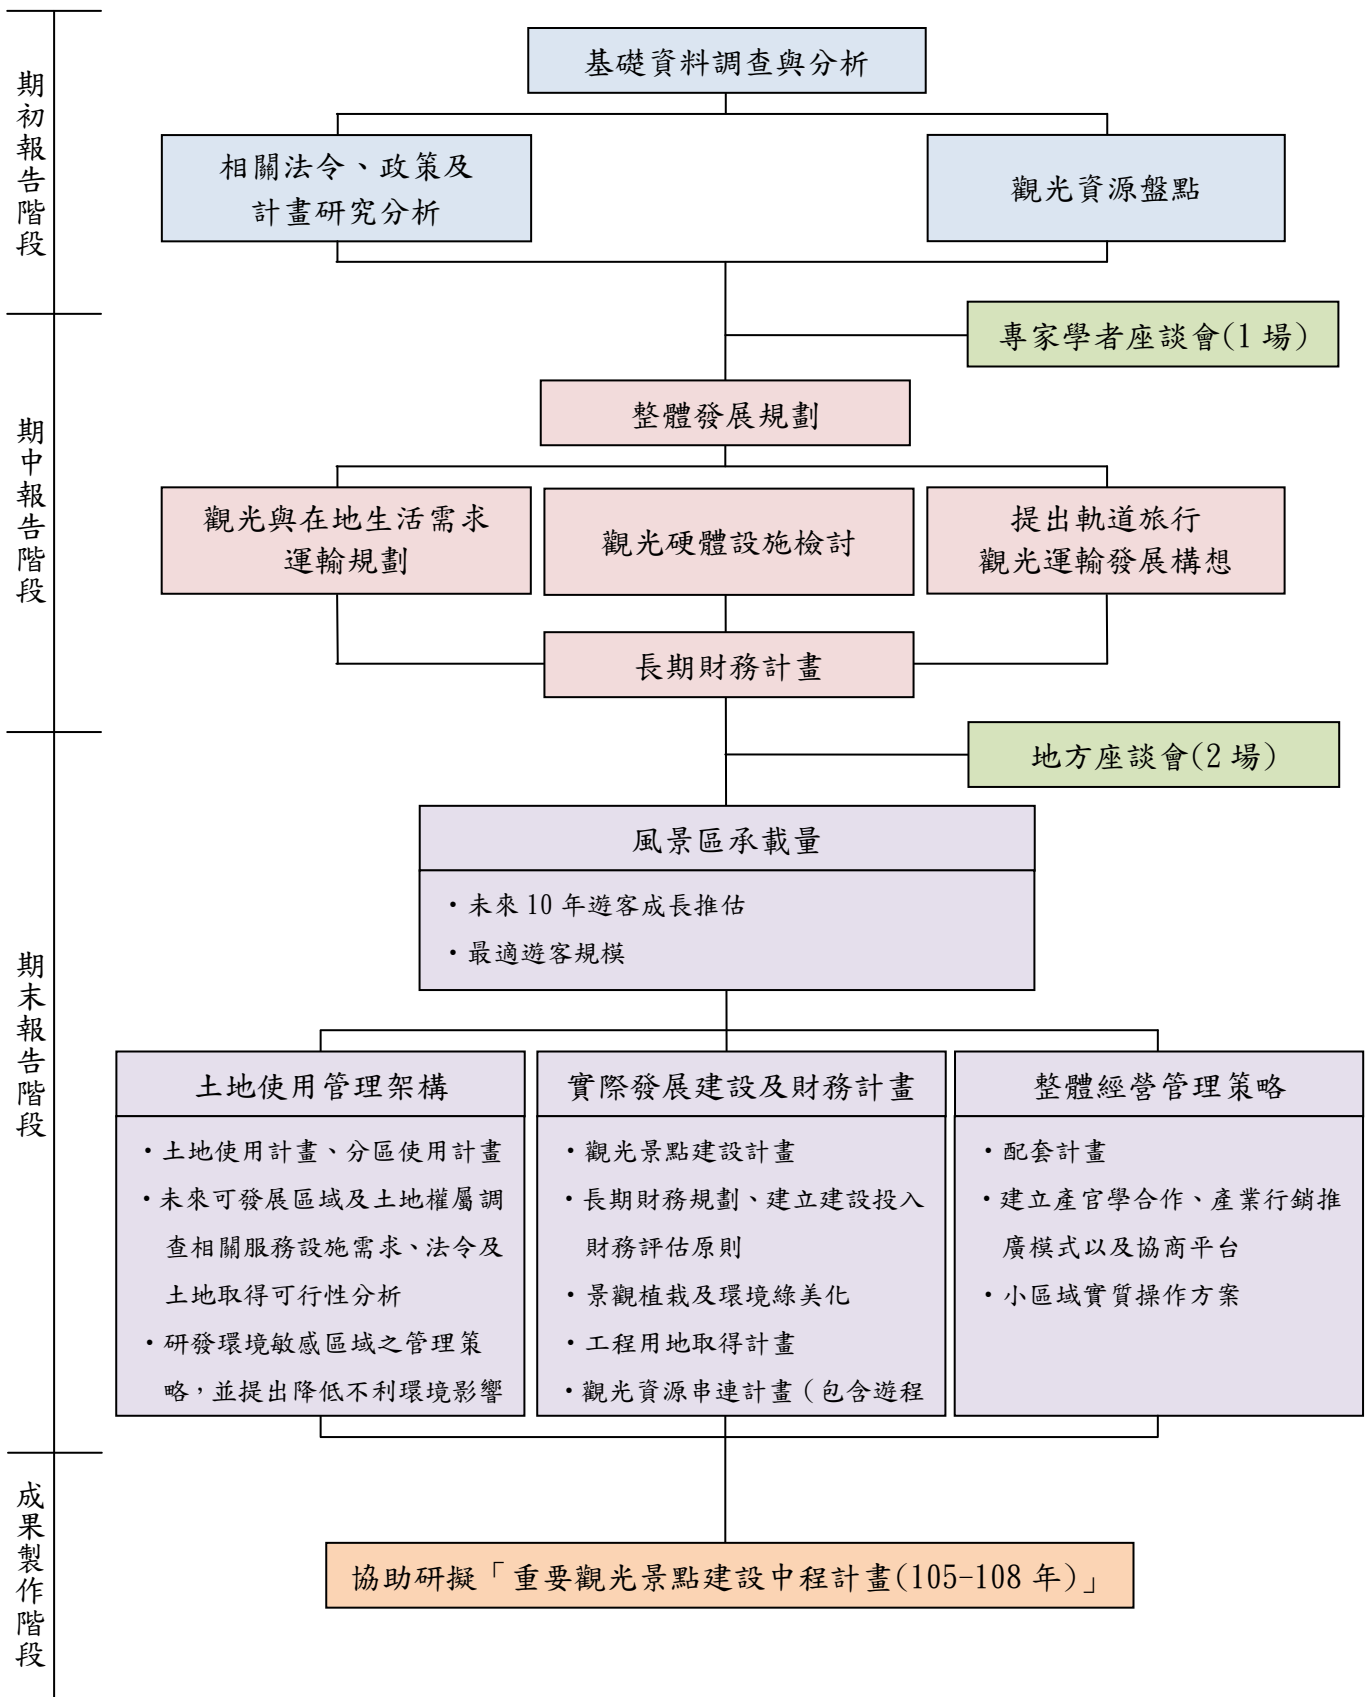 期初報告階段
基礎資料調查與分析
相關法令、政策及
計畫研究分析
觀光資源盤點
專家學者座談會(1 場)
期中報告階段
整體發展規劃
觀光與在地生活需求
運輸規劃
觀光硬體設施檢討
提出軌道旅行
觀光運輸發展構想
長期財務計畫
地方座談會(2 場)
期末報告階段
風景區承載量
・未來 10 年遊客成長推估
・最適遊客規模
土地使用管理架構
・土地使用計畫、分區使用計畫
・未來可發展區域及土地權屬調
查相關服務設施需求、法令及
土地取得可行性分析
・研發環境敏感區域之管理策
略，並提出降低不利環境影響
實際發展建設及財務計畫
・觀光景點建設計畫
・長期財務規劃、建立建設投入
財務評估原則
・景觀植栽及環境綠美化
・工程用地取得計畫
・觀光資源串連計畫（包含遊程
整體經營管理策略
・配套計畫
・建立產官學合作、產業行銷推
廣模式以及協商平台
・小區域實質操作方案
成果製作階段
協助研擬「重要觀光景點建設中程計畫(105-108 年)」